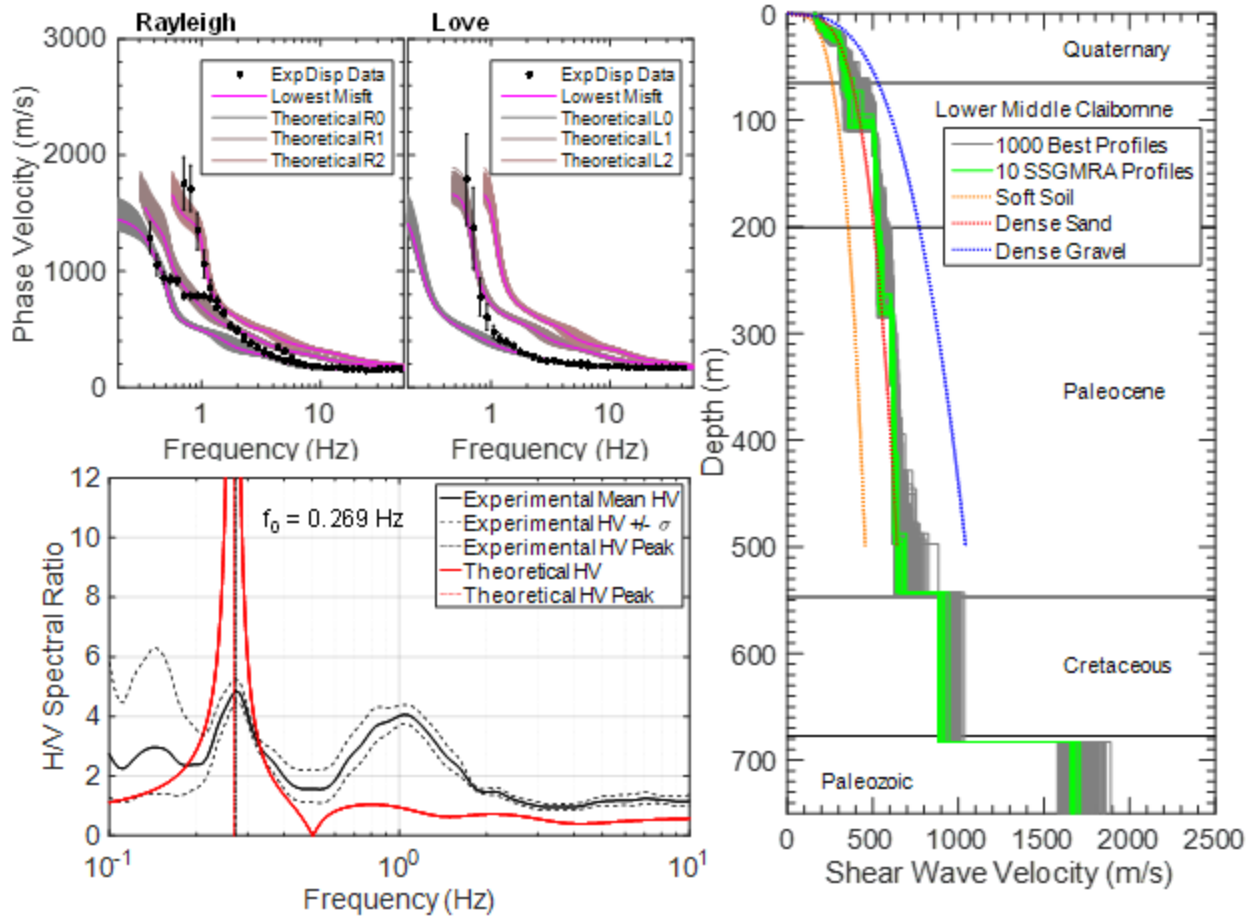 Rayleigh
Love
3000
2000
1000
0
Phase Velocity (m/s)
Exp Disp Data
Lowest Misfit
Theoretical R0
Theoretical R1
Theoretical R2
Exp Disp Data
Lowest Misfit
Theoretical L0
Theoretical L1
Theoretical L2
1 10
1 10
Frequency (Hz)
Frequency (Hz)
12
10
8
6
4
2
0
H/V Spectral Ratio
f0 = 0.269 Hz
Experimental Mean HV
Experimental HV +/- σ
Experimental HV Peak
Theoretical HV
Theoretical HV Peak
10-1 100 101
Frequency (Hz)
0
100
200
300
400
500
600
700
Depth (m)
Quaternary
Lower Middle Claibornne
1000 Best Profiles
10 SSGMRA Profiles
Soft Soil
Dense Sand
Dense Gravel
Paleocene
Cretaceous
Paleozoic
0 500 1000 1500 2000 2500
Shear Wave Velocity (m/s)